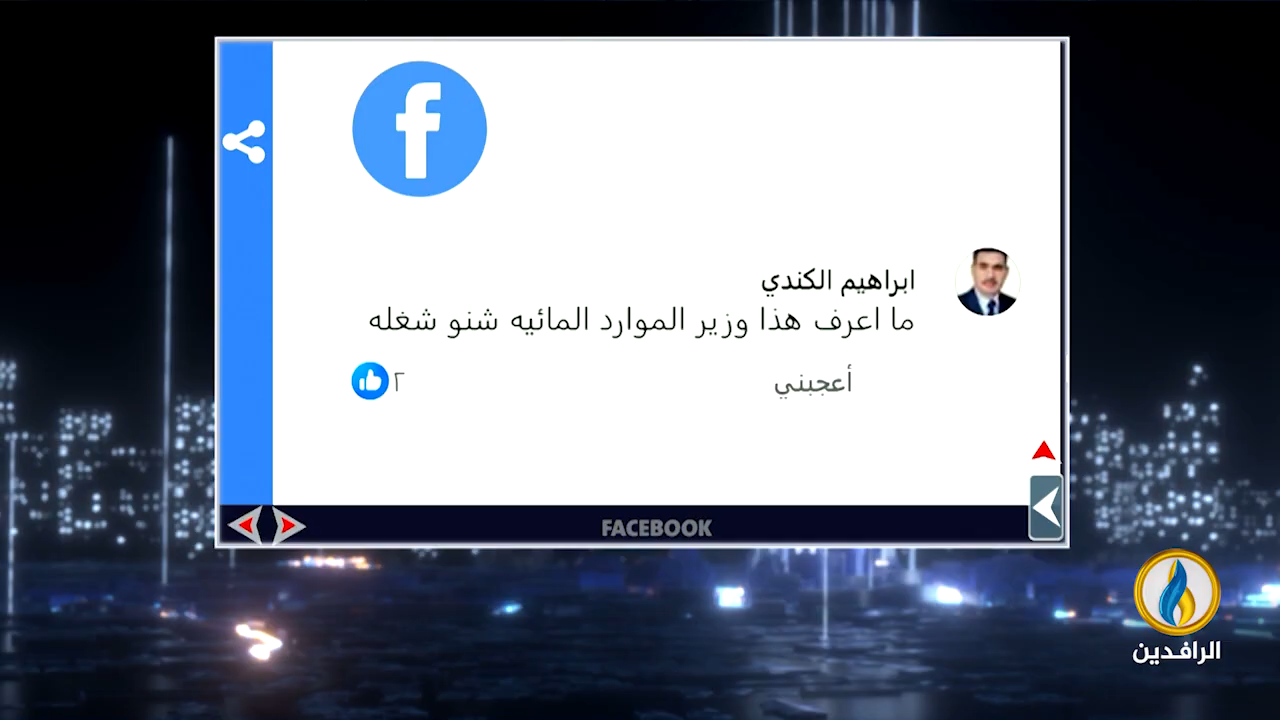 ابراهيم الكندي
ما اعرف هذا وزير الموارد المائيه شنو شغله
أعجبني
٢
FACEBOOK
الرافدين